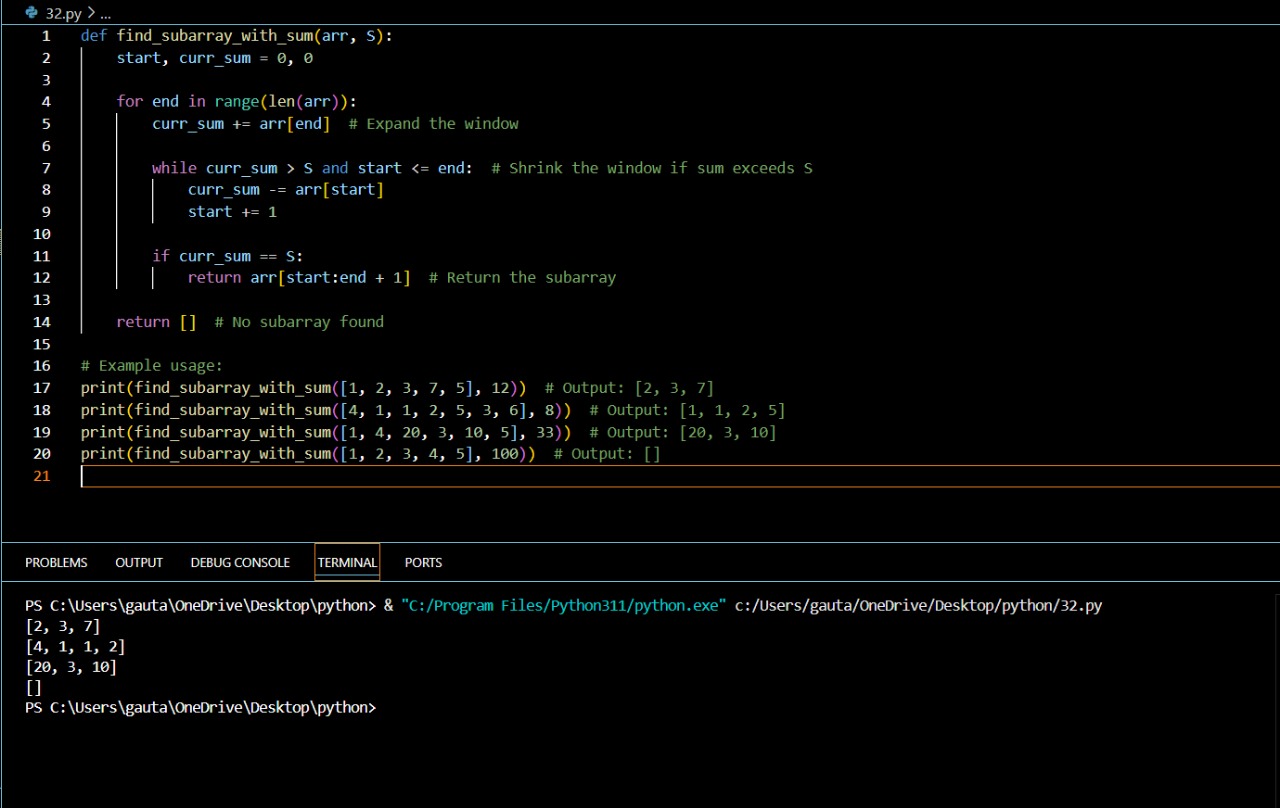 32.py > ...
1 def find_subarray_with_sum(arr, S):
2     start, curr_sum = 0, 0
3
4     for end in range(len(arr)):
5         curr_sum += arr[end]  # Expand the window
6
7         while curr_sum > S and start <= end:  # Shrink the window if sum exceeds S
8             curr_sum -= arr[start]
9             start += 1
10
11         if curr_sum == S:
12             return arr[start:end + 1]  # Return the subarray
13
14     return []  # No subarray found
15
16 # Example usage:
17 print(find_subarray_with_sum([1, 2, 3, 7, 5], 12))  # Output: [2, 3, 7]
18 print(find_subarray_with_sum([4, 1, 1, 2, 5, 3, 6], 8))  # Output: [1, 1, 2, 5]
19 print(find_subarray_with_sum([1, 4, 20, 3, 10, 5], 33))  # Output: [20, 3, 10]
20 print(find_subarray_with_sum([1, 2, 3, 4, 5], 100))  # Output: []
21
PROBLEMS OUTPUT DEBUG CONSOLE TERMINAL PORTS
PS C:\Users\gauta\OneDrive\Desktop\python> & "C:/Program Files/Python311/python.exe" c:/Users/gauta/OneDrive/Desktop/python/32.py
[2, 3, 7]
[4, 1, 1, 2]
[20, 3, 10]
[]
PS C:\Users\gauta\OneDrive\Desktop\python>